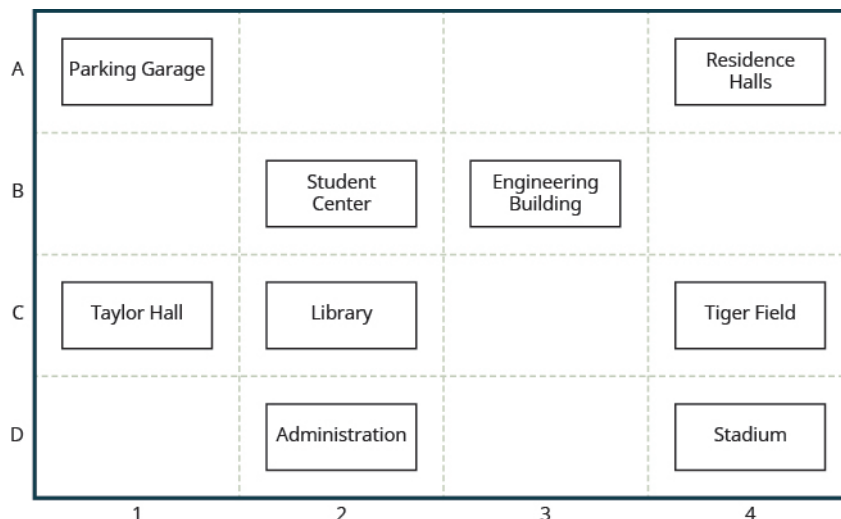 A
Parking Garage
Residence
Halls
B
Student
Center
Engineering
Building
C
Taylor Hall
Library
Tiger Field
D
Administration
Stadium
1
2
3
4